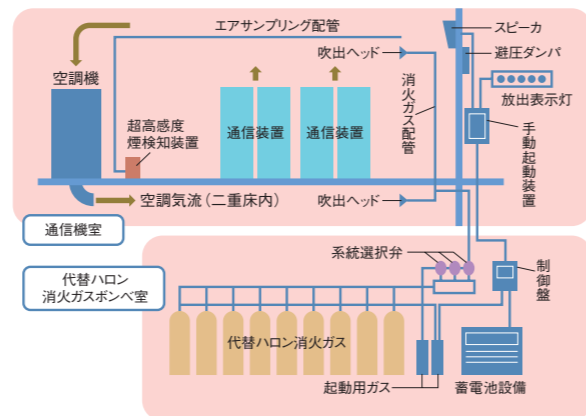 エアサンプリング配管
スピーカ
避圧ダンパ
吹出ヘッド
空調機
放出表示灯
消火ガス配管
超高感度
煙検知装置
通信装置
通信装置
手動起動装置
空調気流（二重床内）
吹出ヘッド
通信機室
系統選択弁
代替ハロン
消火ガスボンベ室
制御盤
代替ハロン消火ガス
起動用ガス
蓄電池設備